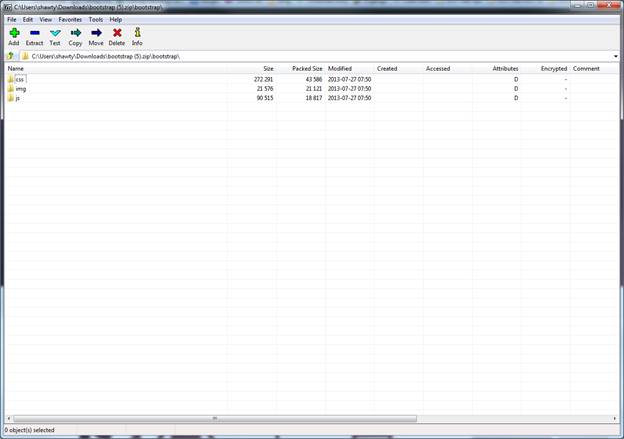 C:\Users\shawty\Downloads\bootstrap (5).zip\bootstrap\
File Edit View Favorites Tools Help
Add Extract Test Copy Move Delete Info
C:\Users\shawty\Downloads\bootstrap (5).zip\bootstrap\
Name Size Packed Size Modified Created Accessed Attributes Encrypted Comment
css 272 291 43 586 2013-07-27 07:50 D -
img 21 576 21 121 2013-07-27 07:50 D -
js 90 515 18 817 2013-07-27 07:50 D -
0 object(s) selected